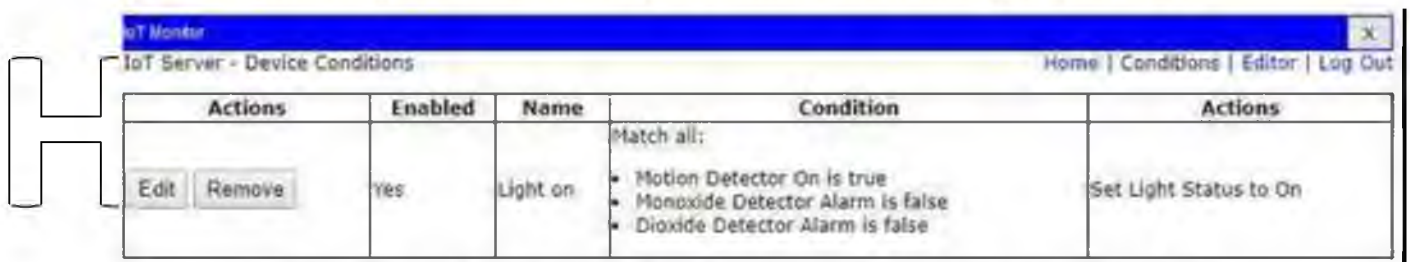 IoT Monitor
X
IoT Server - Device Conditions
Home | Conditions | Editor | Log Out
Actions Enabled Name Condition Actions
Match all:
Edit Remove Yes Light on Set Light Status to On
• Motion Detector On is true
• Monoxide Detector Alarm is false
• Dioxide Detector Alarm is false